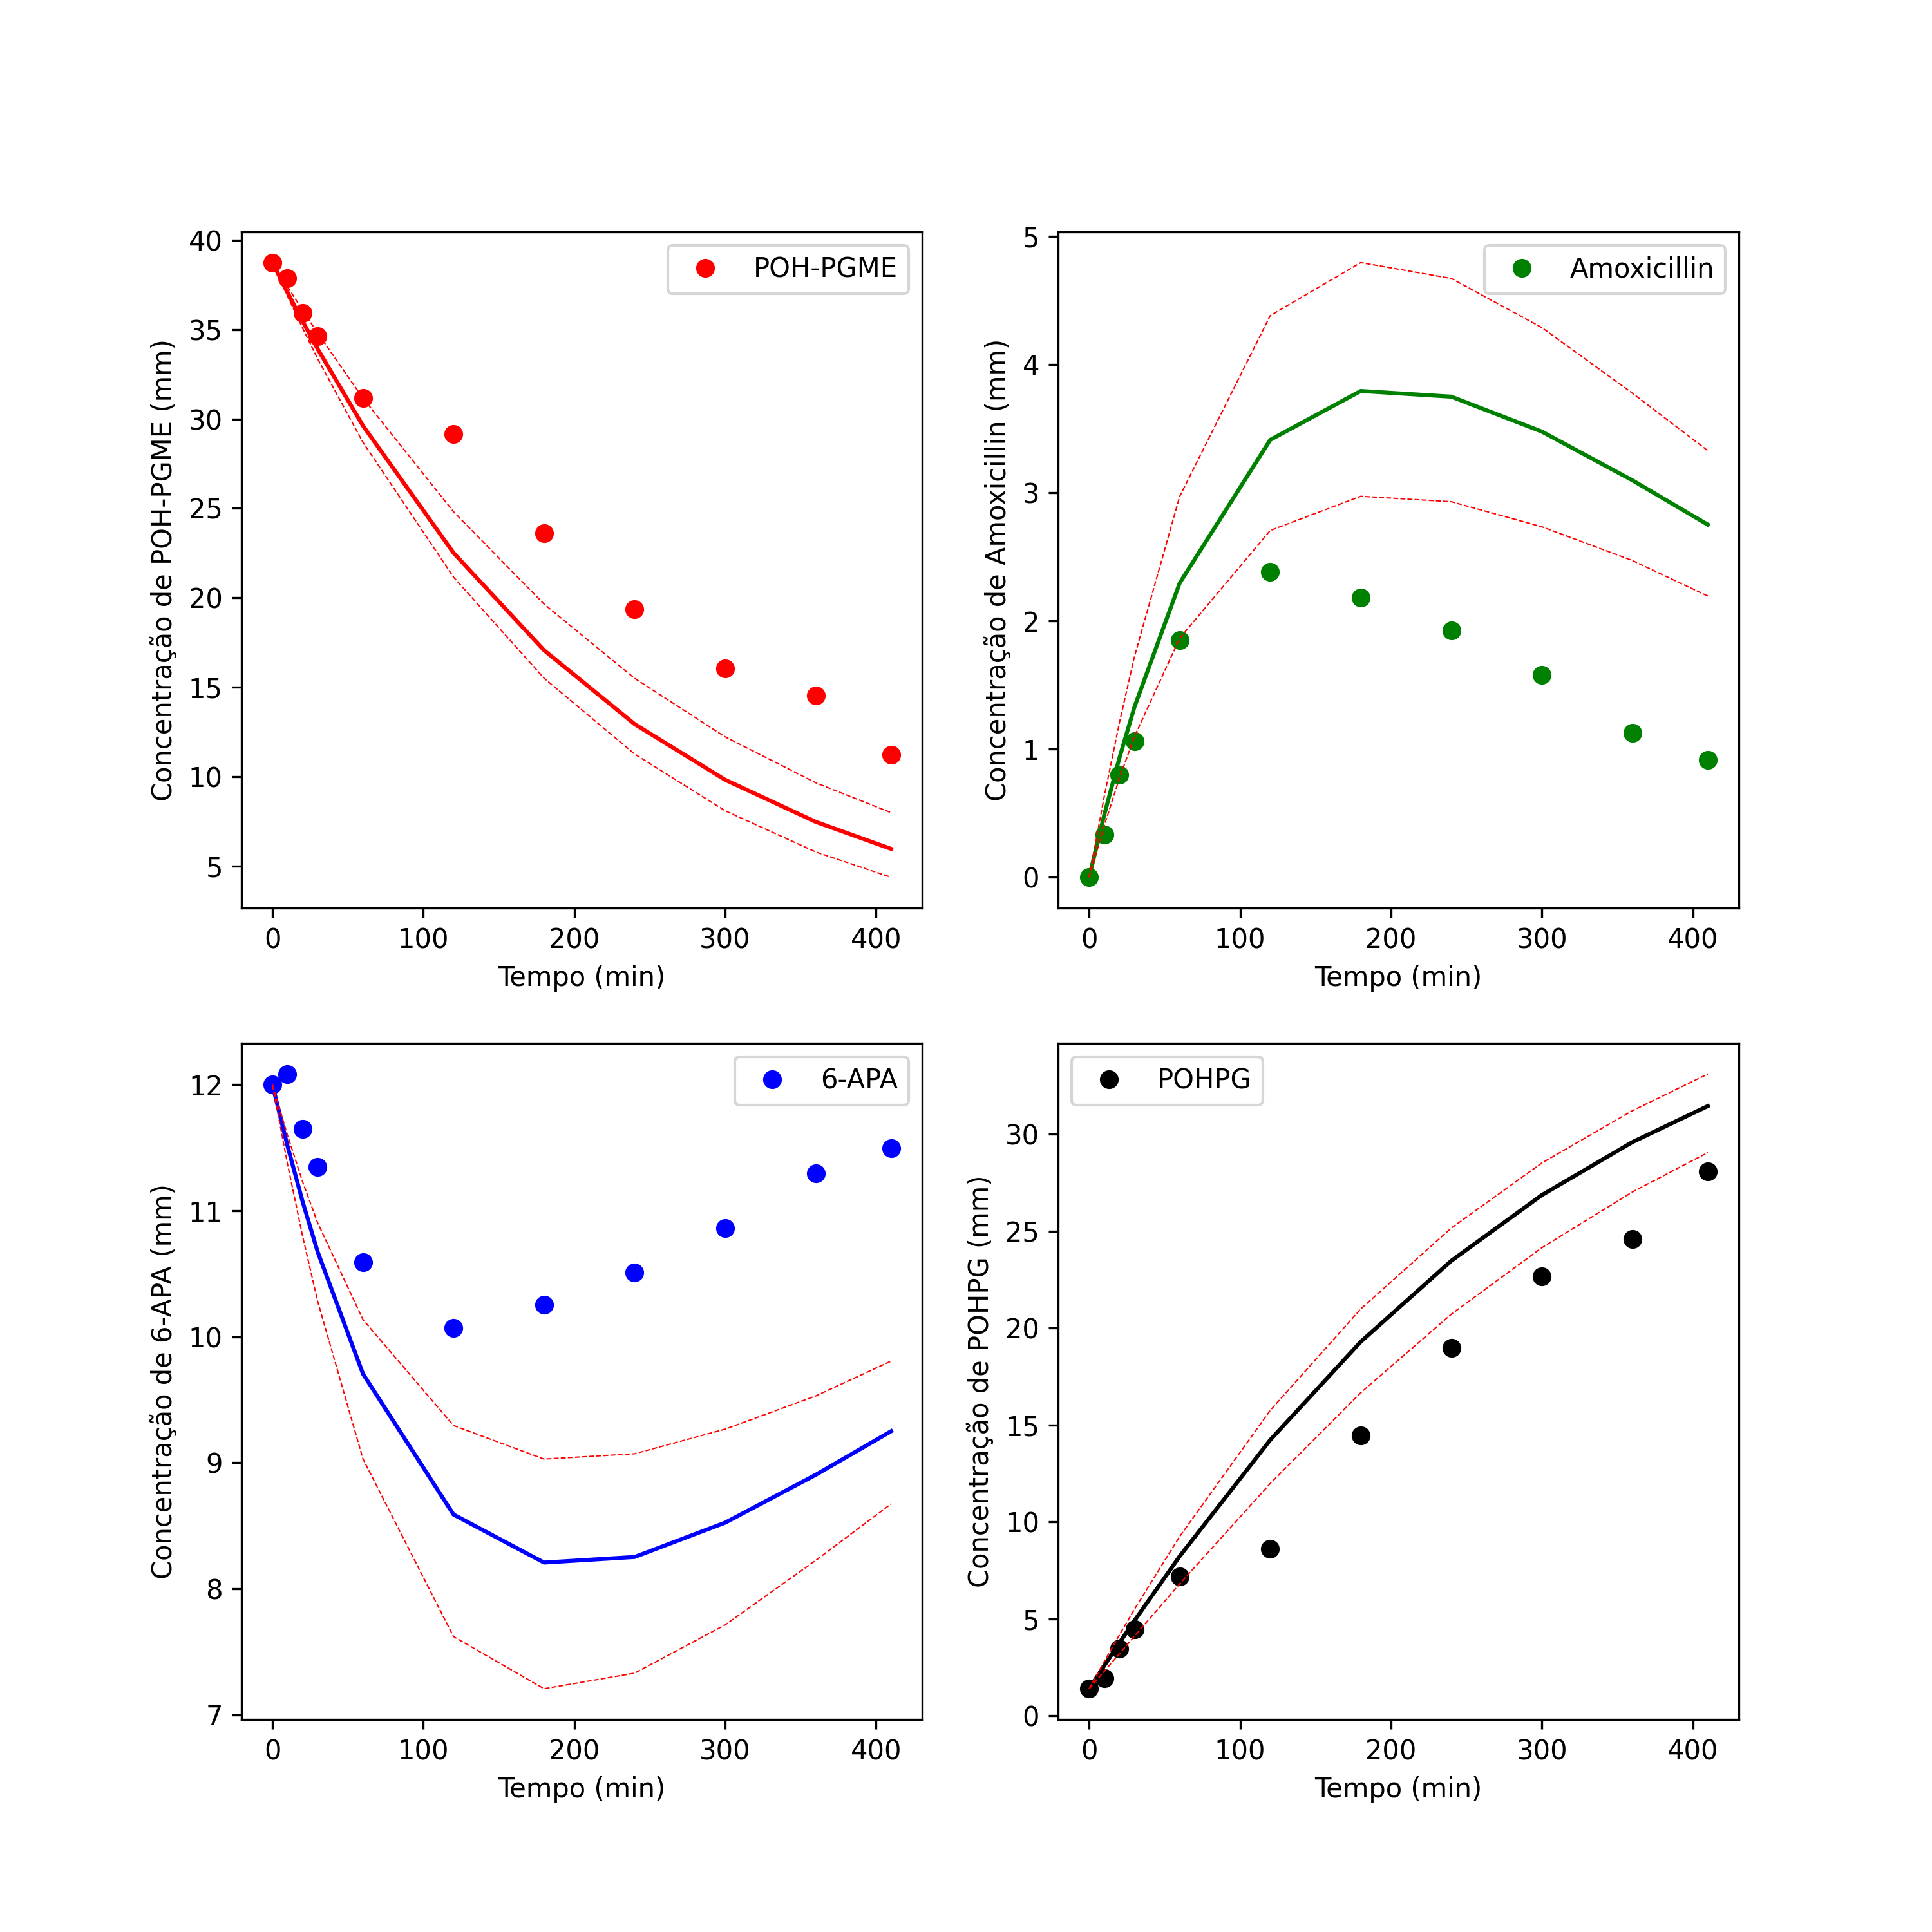 POH-PGME
Concentração de POH-PGME (mm)
40
35
30
25
20
15
10
5
0 100 200 300 400
Tempo (min)
Amoxicillin
Concentração de Amoxicillin (mm)
5
4
3
2
1
0
0 100 200 300 400
Tempo (min)
6-APA
Concentração de 6-APA (mm)
12
11
10
9
8
7
0 100 200 300 400
Tempo (min)
POHPG
Concentração de POHPG (mm)
30
25
20
15
10
5
0
0 100 200 300 400
Tempo (min)